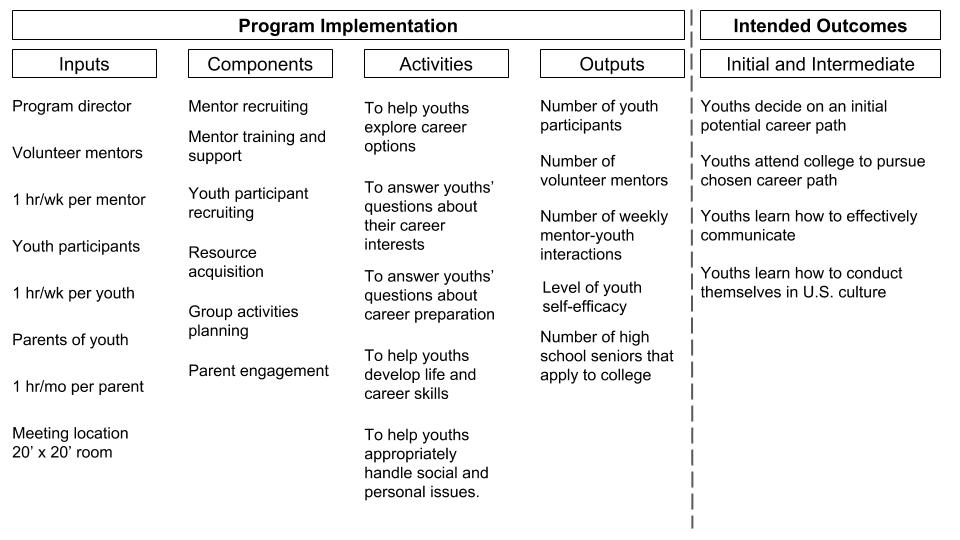 Program Implementation
Intended Outcomes
Inputs
Components
Activities
Outputs
Initial and Intermediate
Program director
Volunteer mentors
1 hr/wk per mentor
Youth participants
1 hr/wk per youth
Parents of youth
1 hr/mo per parent
Meeting location
20’ x 20’ room
Mentor recruiting
Mentor training and
support
Youth participant
recruiting
Resource
acquisition
Group activities
planning
Parent engagement
To help youths
explore career
options
To answer youths’
questions about
their career
interests
To answer youths’
questions about
career preparation
To help youths
develop life and
career skills
To help youths
appropriately
handle social and
personal issues.
Number of youth
participants
Number of
volunteer mentors
Number of weekly
mentor-youth
interactions
Level of youth
self-efficacy
Number of high
school seniors that
apply to college
Youths decide on an initial
potential career path
Youths attend college to pursue
chosen career path
Youths learn how to effectively
communicate
Youths learn how to conduct
themselves in U.S. culture